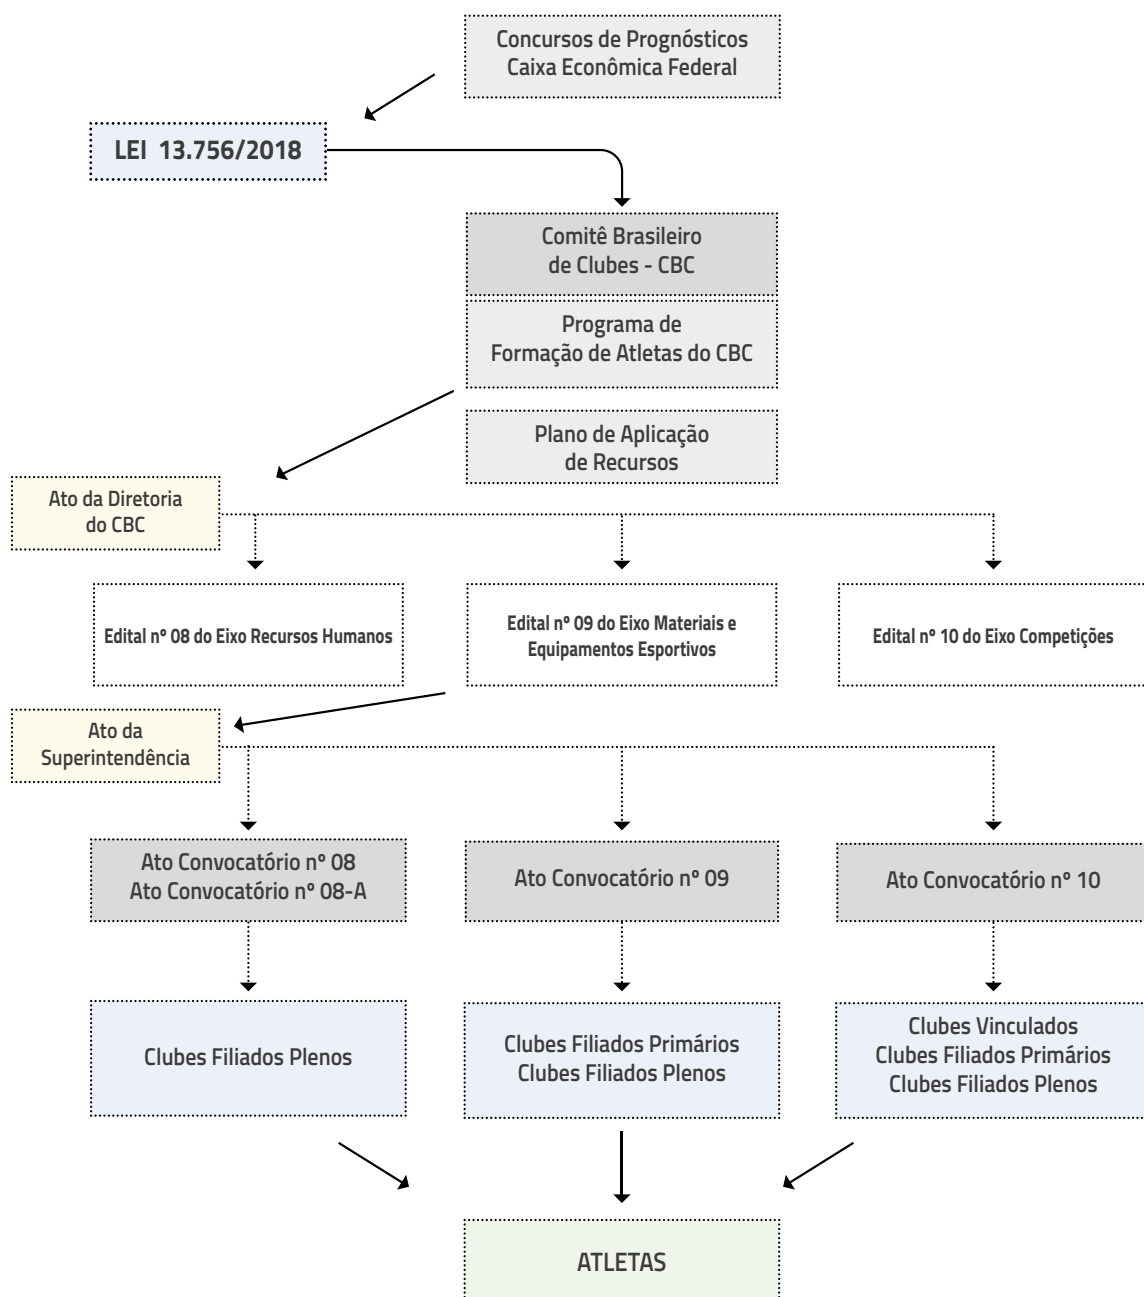 Concursos de Prognósticos
Caixa Econômica Federal
LEI 13.756/2018
Comitê Brasileiro
de Clubes - CBC
Programa de
Formação de Atletas do CBC
Plano de Aplicação
de Recursos
Ato da Diretoria
do CBC
Edital nº 08 do Eixo Recursos Humanos
Edital nº 09 do Eixo Materiais e
Equipamentos Esportivos
Edital nº 10 do Eixo Competições
Ato da
Superintendência
Ato Convocatório nº 08
Ato Convocatório nº 08-A
Ato Convocatório nº 09
Ato Convocatório nº 10
Clubes Filiados Plenos
Clubes Filiados Primários
Clubes Filiados Plenos
Clubes Vinculados
Clubes Filiados Primários
Clubes Filiados Plenos
ATLETAS